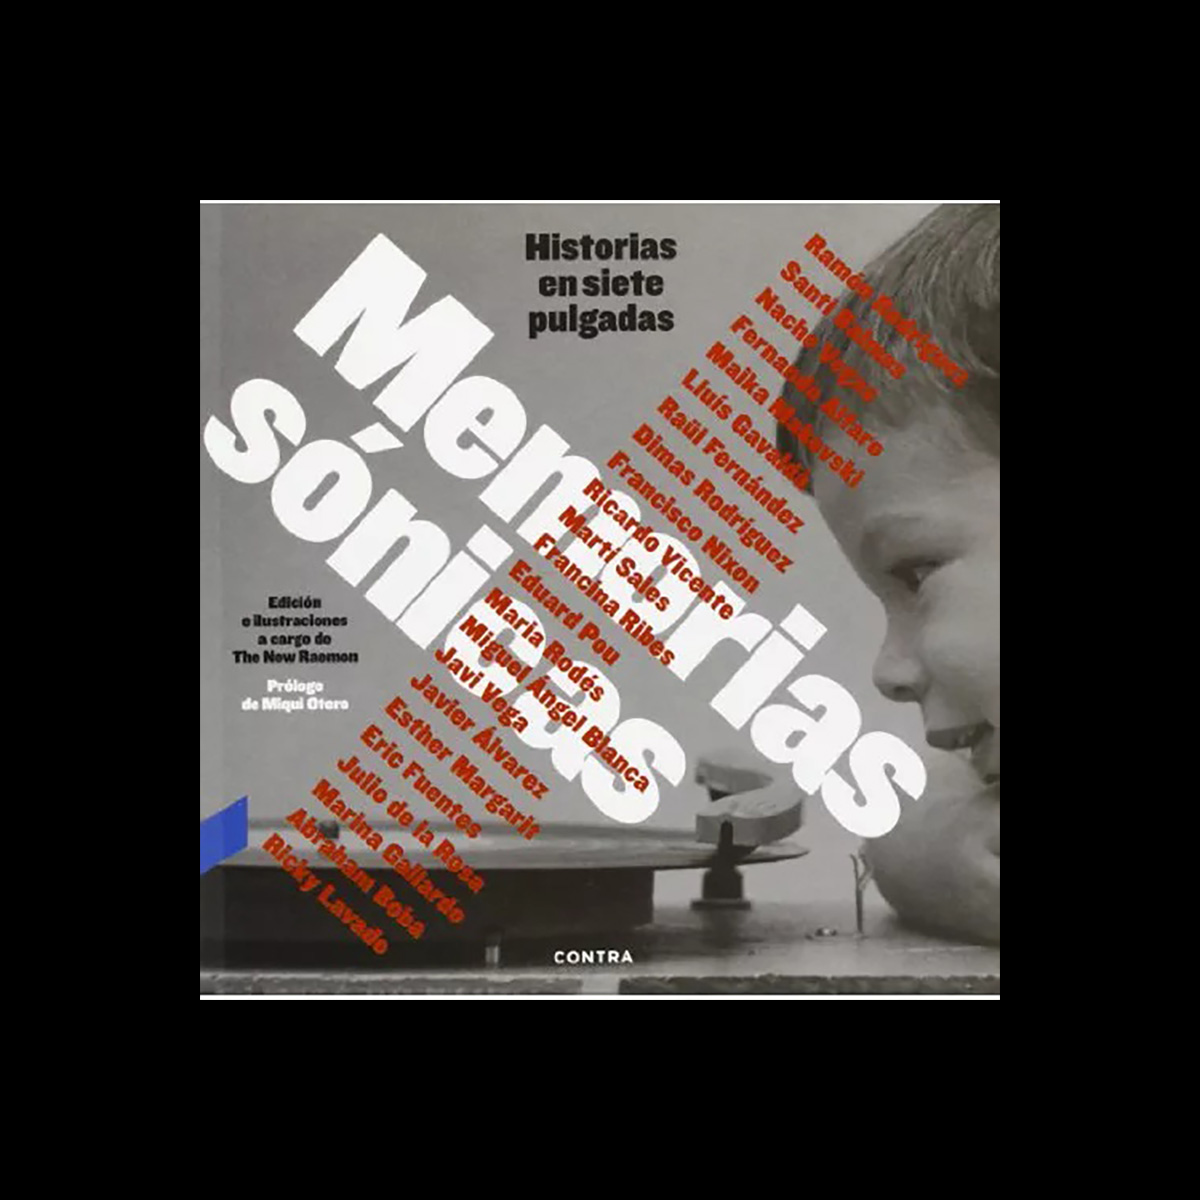 Historias
en siete
pulgadas
Memorias
sónicas
Ramón Rodríguez
Santi Balmes
Nacho Vegas
Fernando Alfaro
Maika Makovski
Lluís Gavaldà
Raül Fernández
Dimas Rodríguez
Francisco Nixon
Ricardo Vicente
Martí Sales
Francina Ribes
Eduard Pou
Maria Rodés
Miguel Ángel Blanca
Javi Vega
Javier Álvarez
Esther Margarit
Eric Fuentes
Julio de la Rosa
Marina Gallardo
Abraham Boba
Ricky Lavado
Edición
e ilustraciones
a cargo de
The New Raemon
Prólogo
de Miqui Otero
CONTRA